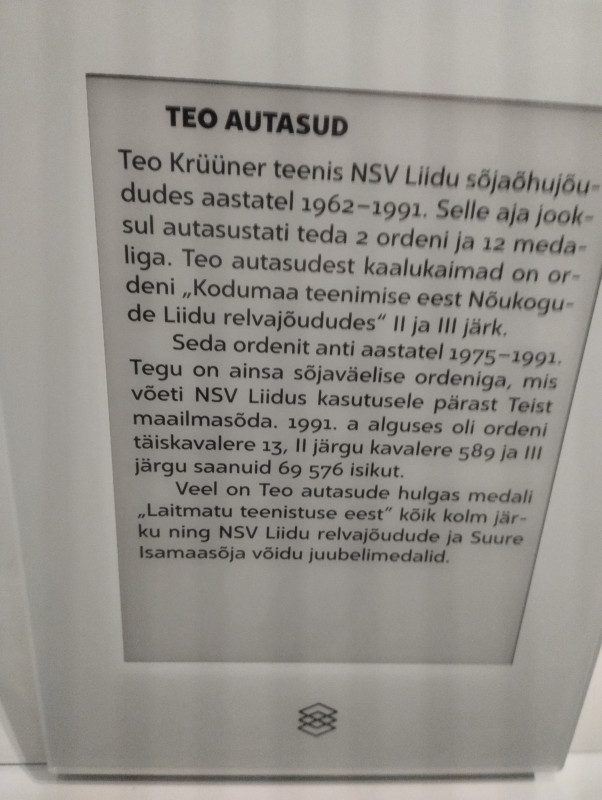 TEO AUTASUD
Teo Krüüner teenis NSV Liidu sõjaõhujõu-
dudes aastatel 1962–1991. Selle aja jook-
sul autasustati teda 2 ordeni ja 12 meda-
liga. Teo autasudest kaalukaimad on or-
deni „Kodumaa teenimise eest Nõukogu-
de Liidu relvajõududes“ II ja III järk.
Seda ordenit anti aastatel 1975–1991.
Tegu on ainsa sõjaväelise ordeniga, mis
võeti NSV Liidus kasutusele pärast Teist
maailmasõda. 1991. a alguses oli ordeni
täiskavalere 13, II järgu kavalere 589 ja III
järgu saanuid 69 576 isikut.
Veel on Teo autasude hulgas medali
„Laitmatu teenistuse eest“ kõik kolm jär-
ku ning NSV Liidu relvajõudude ja Suure
Isamaasõja võidu juubelimedalid.